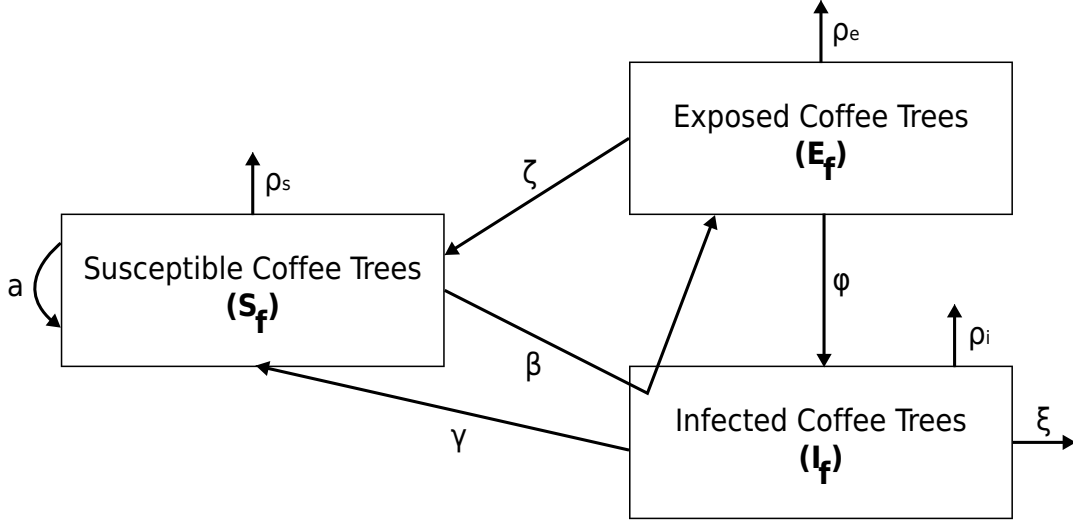 ρe
Exposed Coffee Trees
(Ef)
ζ
ρs
Susceptible Coffee Trees
(Sf)
a
φ
β
ρi
Infected Coffee Trees
(If)
γ
ξ